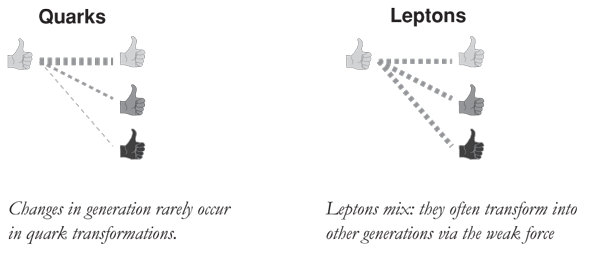 Quarks
Leptons
Changes in generation rarely occur
in quark transformations.
Leptons mix: they often transform into
other generations via the weak force